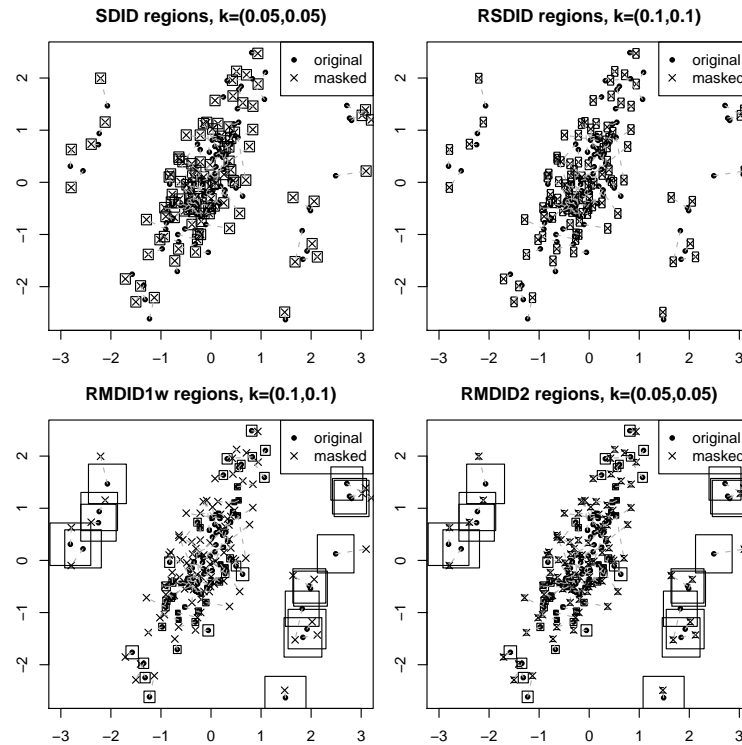 SDID regions, k=(0.05,0.05)
original
masked
2
1
0
−1
−2
−3 −2 −1 0 1 2 3
RSDID regions, k=(0.1,0.1)
original
masked
2
1
0
−1
−2
−3 −2 −1 0 1 2 3
RMDID1w regions, k=(0.1,0.1)
original
masked
2
1
0
−1
−2
−3 −2 −1 0 1 2 3
RMDID2 regions, k=(0.05,0.05)
original
masked
2
1
0
−1
−2
−3 −2 −1 0 1 2 3